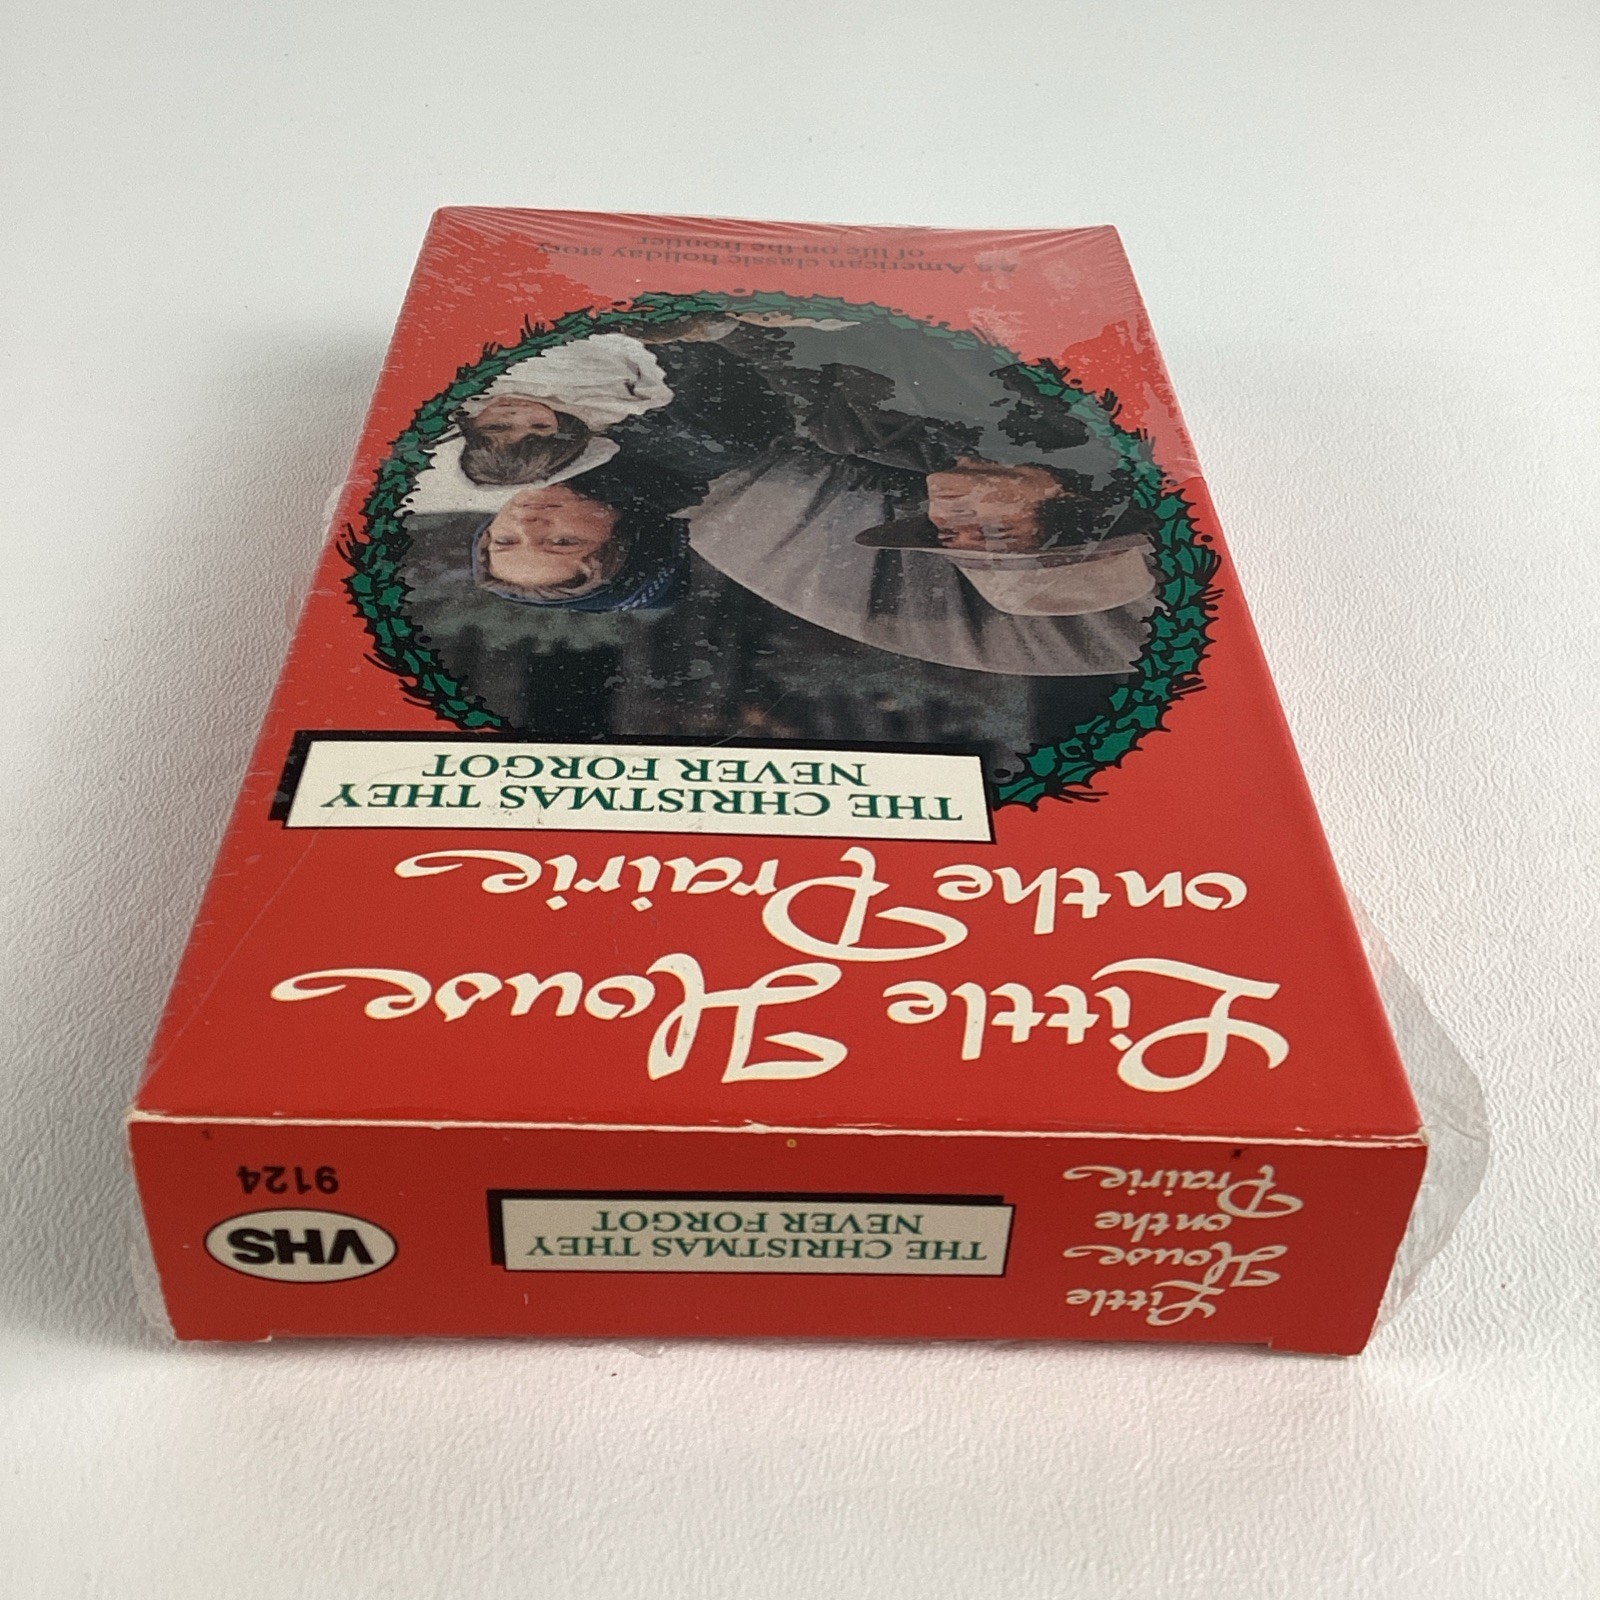 Little House
on the Prairie
THE CHRISTMAS THEY
NEVER FORGOT
An American classic holiday story
of life on the frontier.
Little
House
on the
Prairie
THE CHRISTMAS THEY
NEVER FORGOT
VHS
9124